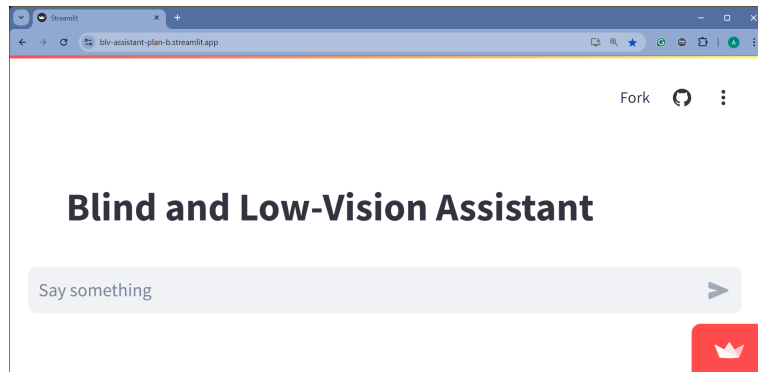 Streamlit
blv-assistant-plan-b.streamlit.app
A
Fork
Blind and Low-Vision Assistant
Say something